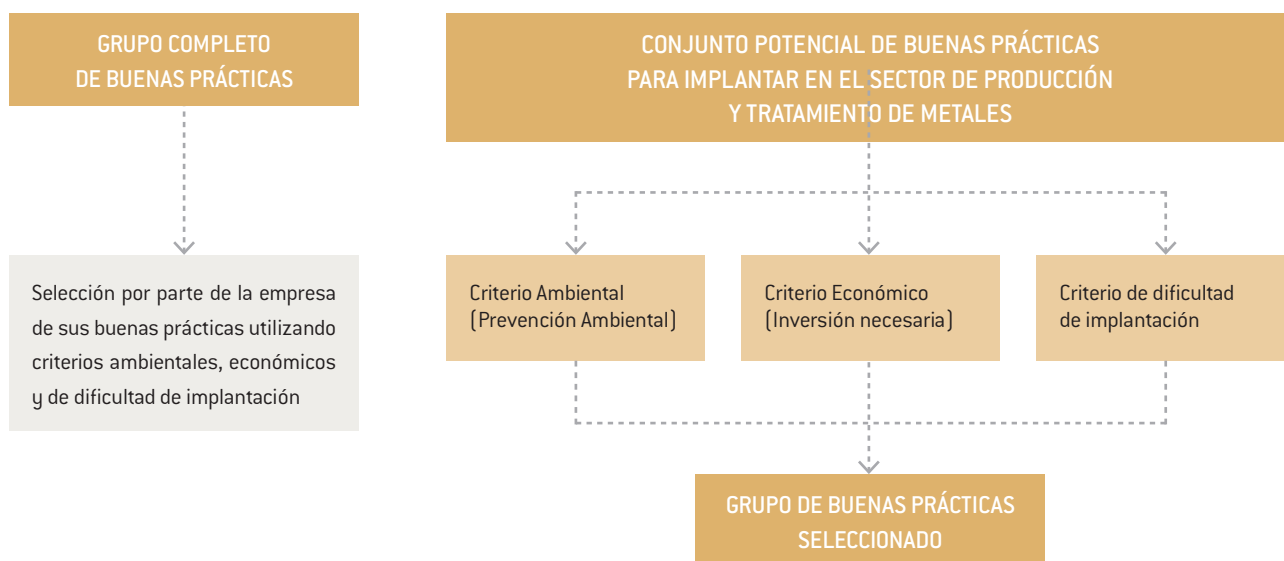 GRUPO COMPLETO
DE BUENAS PRÁCTICAS
Selección por parte de la empresa
de sus buenas prácticas utilizando
criterios ambientales, económicos
y de dificultad de implantación
CONJUNTO POTENCIAL DE BUENAS PRÁCTICAS
PARA IMPLANTAR EN EL SECTOR DE PRODUCCIÓN
Y TRATAMIENTO DE METALES
Criterio Ambiental
(Prevención Ambiental)
Criterio Económico
(Inversión necesaria)
Criterio de dificultad
de implantación
GRUPO DE BUENAS PRÁCTICAS
SELECCIONADO